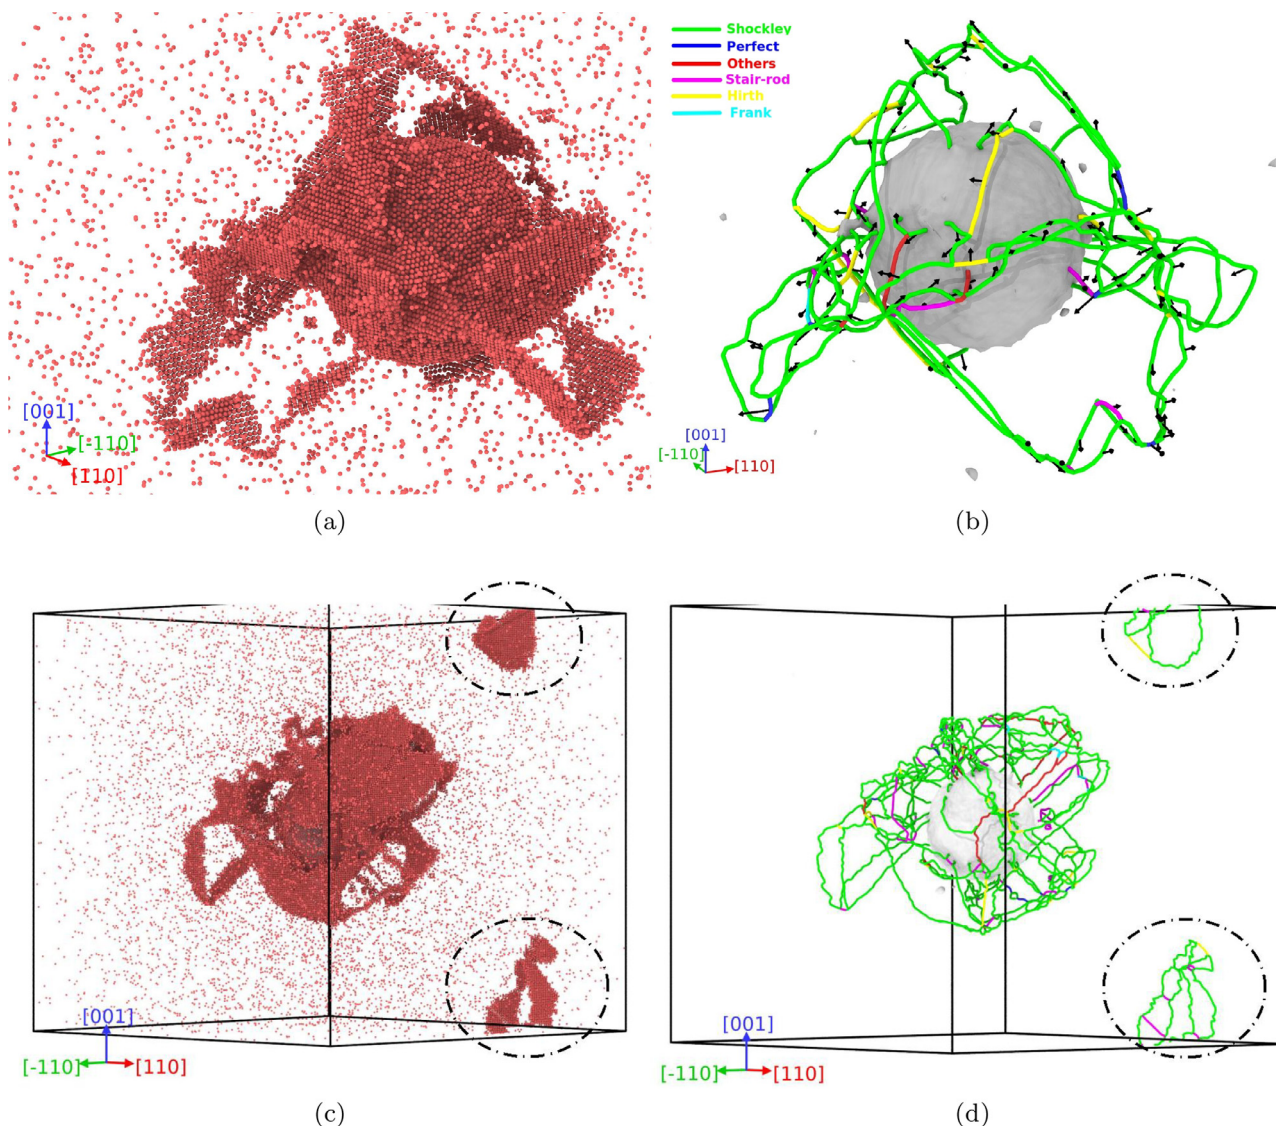 Shockley
Perfect
Others
Stair-rod
Hirth
Frank
[001]
[-110]
[110]
[001]
[-110]
[110]
(a)
(b)
[001]
[-110]
[110]
[001]
[-110]
[110]
(c)
(d)